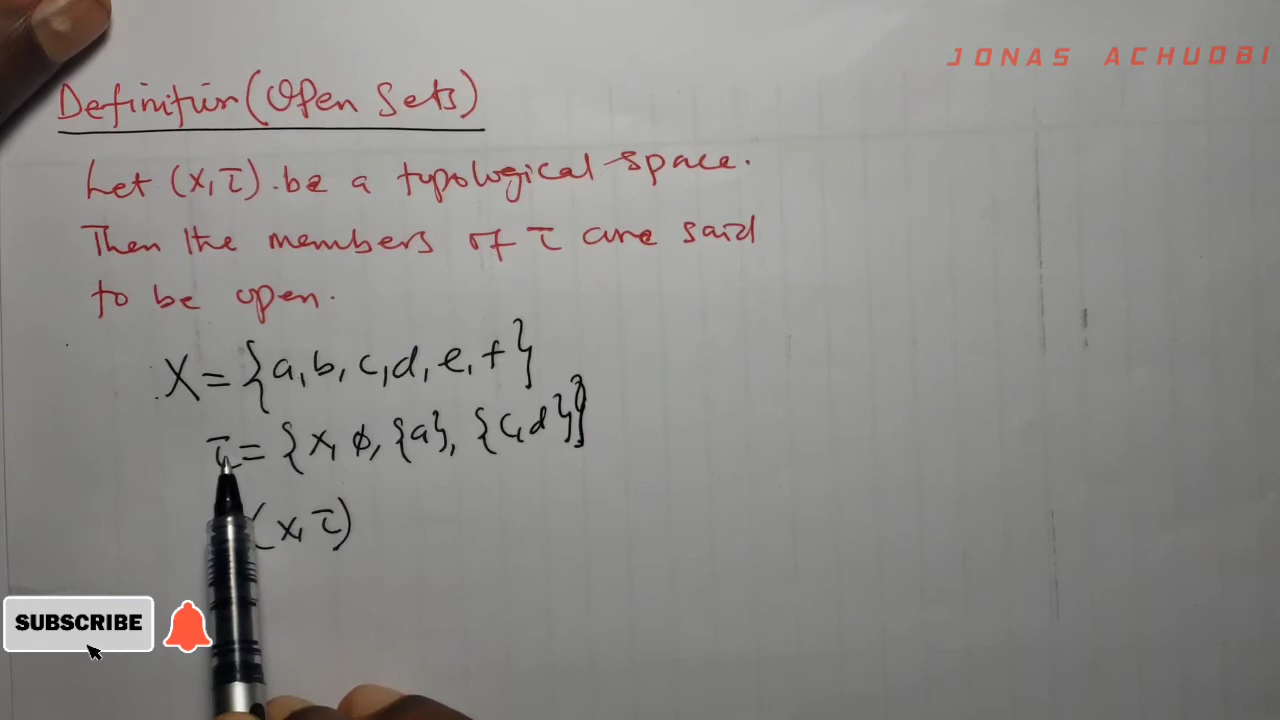 JONAS ACHUOBI
Definition (Open Sets)
Let (X, τ) be a topological space.
Then the members of τ are said
to be open.
X = {a, b, c, d, e, f}
τ = {X, ϕ, {a}, {c, d}}
(X, τ)
SUBSCRIBE